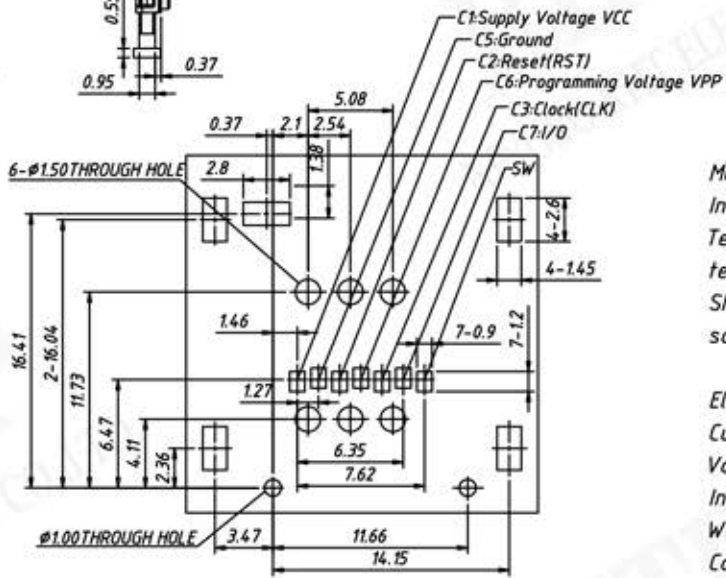 0.37
0.95
C1:Supply Voltage VCC
C5:Ground
C2:Reset(RST)
C6:Programming Voltage VPP
C3:Clock(CLK)
C7:I/O
SW
5.08
0.37
2.1
2.54
6-Ø1.50THROUGH HOLE
2.8
1.38
4-2.6
4-1.45
16.41
2-16.04
11.73
1.46
7-0.9
7-1.2
1.27
6.47
4.11
2.36
6.35
7.62
Ø1.00THROUGH HOLE
3.47
11.66
14.15